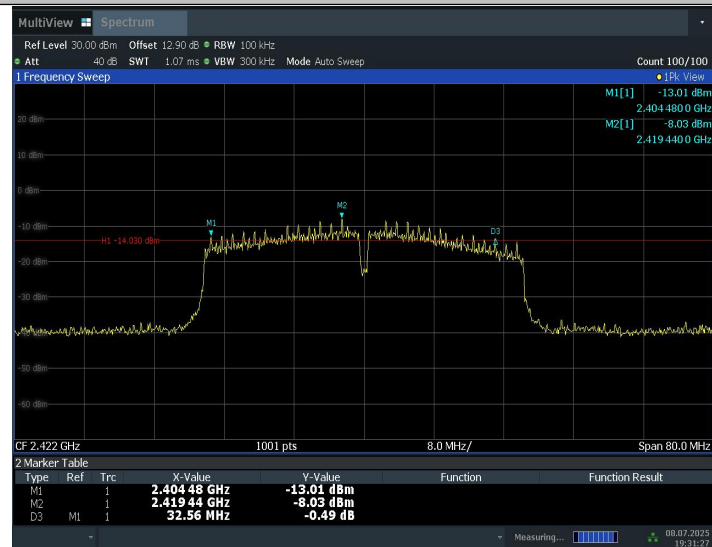 MultiView Spectrum
Ref Level 30.00 dBm Offset 12.90 dB RBW 100 kHz
Att 40 dB SWT 1.07 ms VBW 300 kHz Mode Auto Sweep Count 100/100
1 Frequency Sweep 1Pk View
M1[1] -13.01 dBm
2.404 480 0 GHz
M2[1] -8.03 dBm
2.419 440 0 GHz
20 dBm
10 dBm
0 dBm
M2
M1
-10 dBm
D3
H1 -14.030 dBm
-20 dBm
-30 dBm
-50 dBm
-60 dBm
CF 2.422 GHz 1001 pts 8.0 MHz/ Span 80.0 MHz
2 Marker Table
Type Ref Trc X-Value Y-Value Function Function Result
M1 1 2.404 48 GHz -13.01 dBm
M2 1 2.419 44 GHz -8.03 dBm
D3 M1 1 32.56 MHz -0.49 dB
Measuring... 08.07.2025
19:31:27